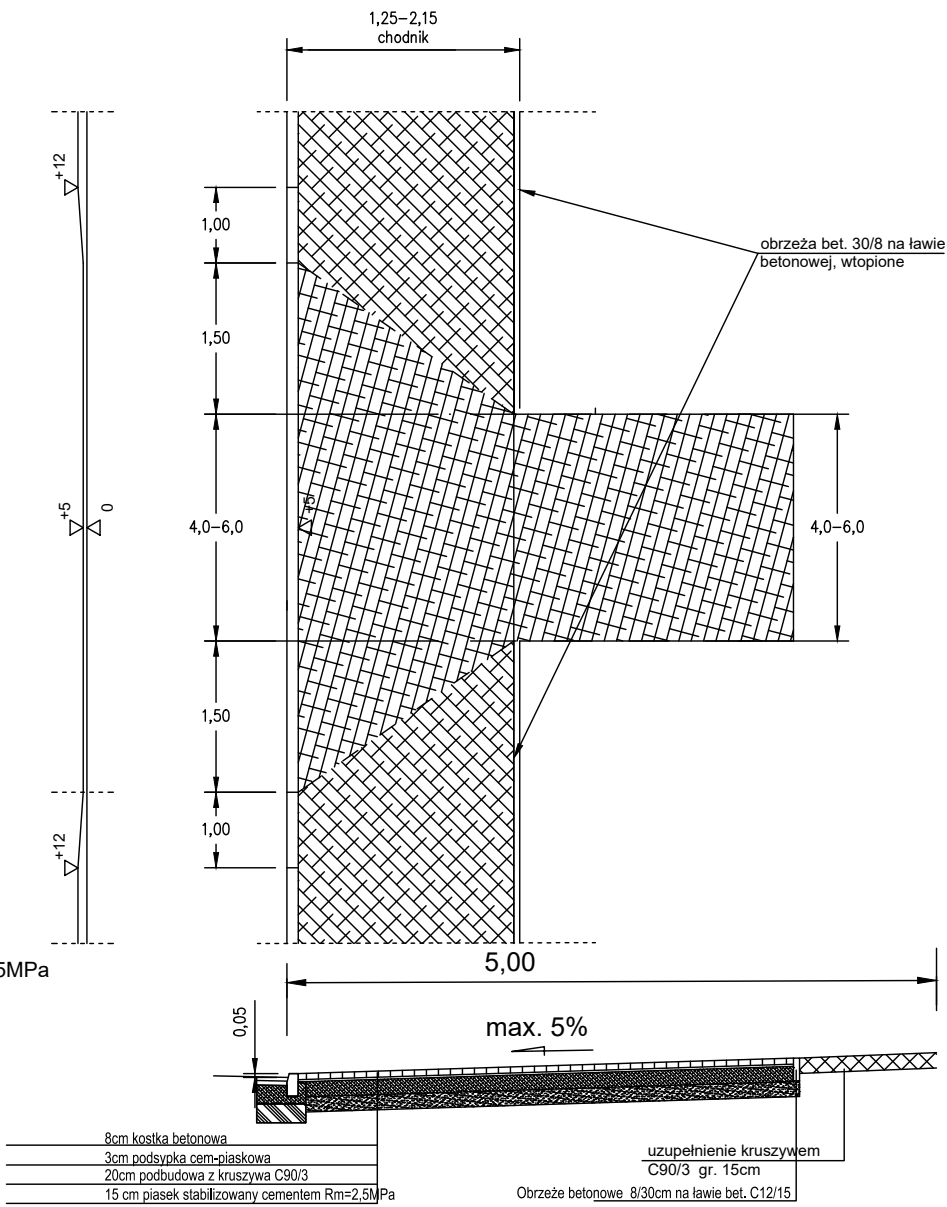 1,25–2,15
chodnik
+12
1,00
obrzeża bet. 30/8 na ławie
betonowej, wtopione
1,50
+5
0
4,0–6,0
+5
4,0–6,0
1,50
+12
1,00
5MPa
5,00
0,05
max. 5%
8cm kostka betonowa
3cm podsypka cem-piaskowa
20cm podbudowa z kruszywa C90/3
15 cm piasek stabilizowany cementem Rm=2,5MPa
uzupełnienie kruszywem
C90/3 gr. 15cm
Obrzeże betonowe 8/30cm na ławie bet. C12/15